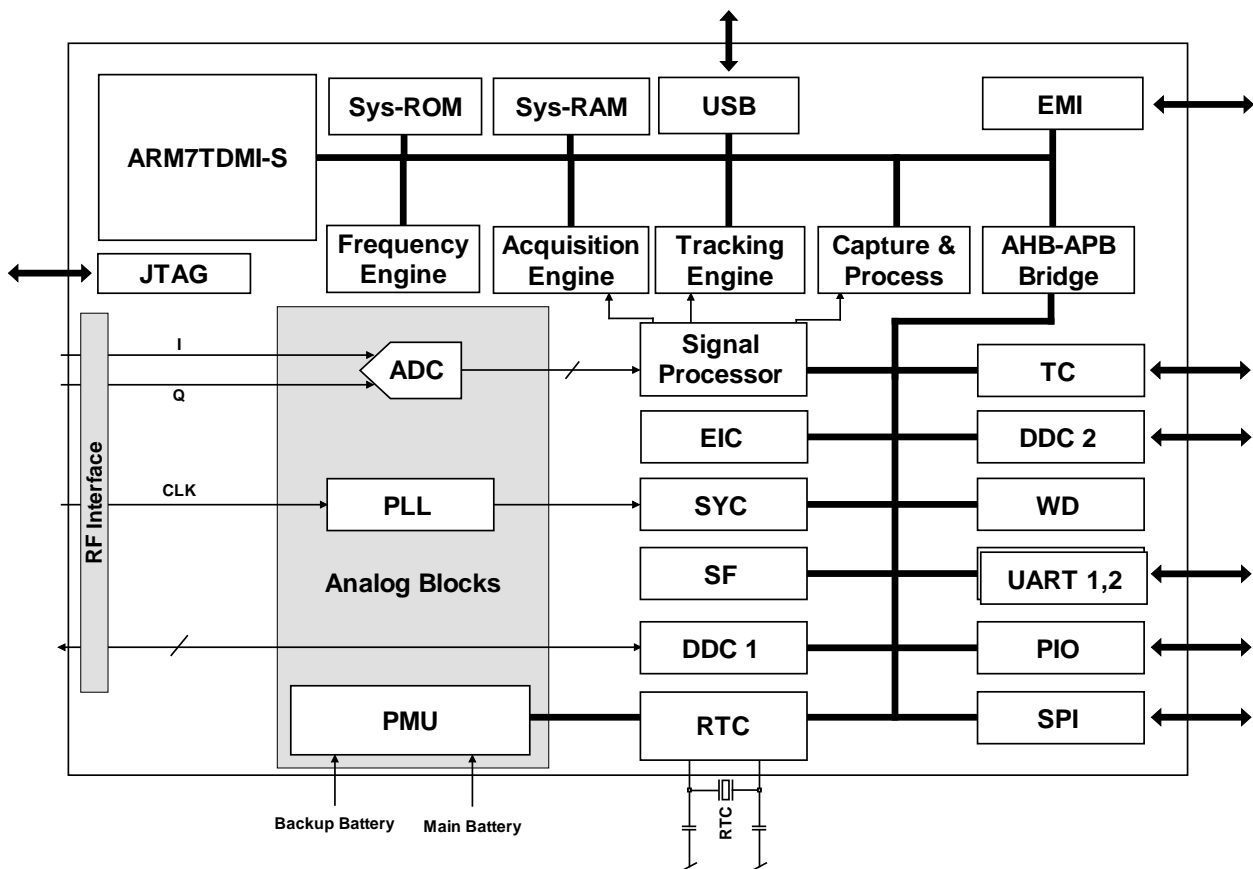 Sys-ROM
Sys-RAM
USB
EMI
ARM7TDMI-S
Frequency
Engine
Acquisition
Engine
Tracking
Engine
Capture &
Process
AHB-APB
Bridge
JTAG
I
Q
ADC
Signal
Processor
TC
EIC
DDC 2
RF Interface
CLK
PLL
SYC
WD
Analog Blocks
SF
UART 1,2
DDC 1
PIO
PMU
RTC
SPI
Backup Battery
Main Battery
RTC